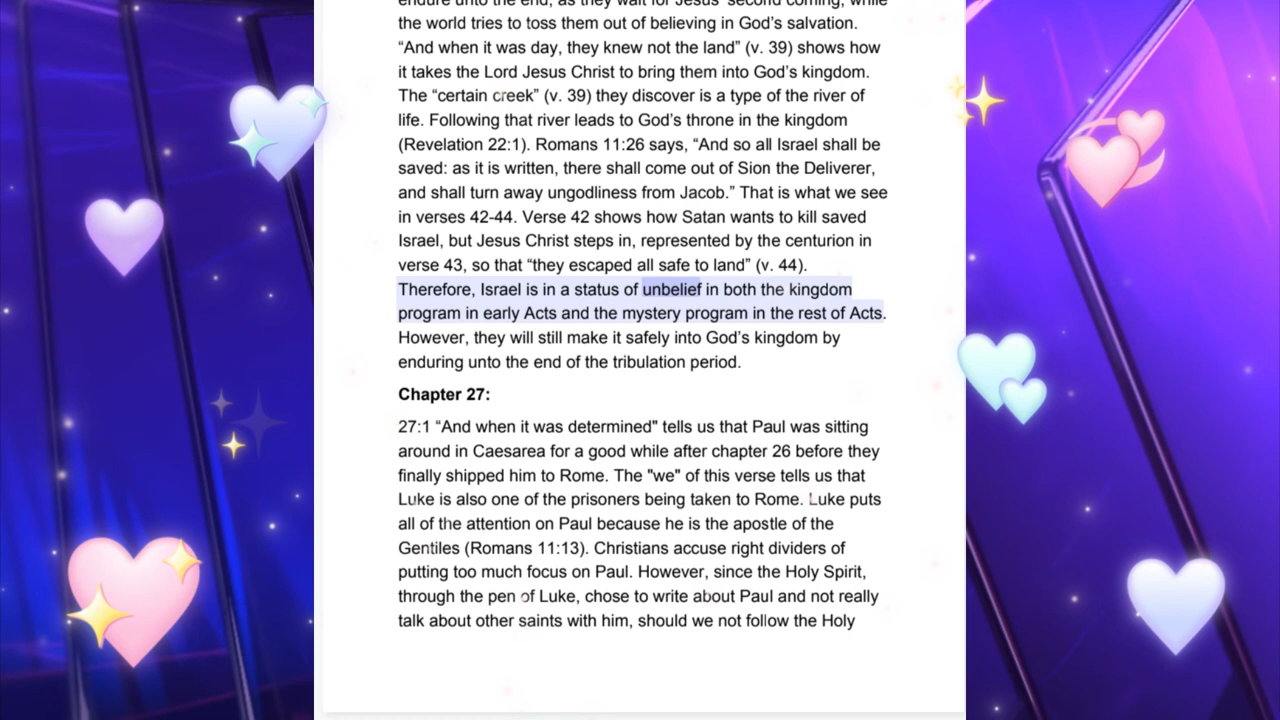 endure unto the end, as they wait for Jesus' second coming, while
the world tries to toss them out of believing in God’s salvation.
“And when it was day, they knew not the land” (v. 39) shows how
it takes the Lord Jesus Christ to bring them into God’s kingdom.
The “certain creek” (v. 39) they discover is a type of the river of
life. Following that river leads to God’s throne in the kingdom
(Revelation 22:1). Romans 11:26 says, “And so all Israel shall be
saved: as it is written, there shall come out of Sion the Deliverer,
and shall turn away ungodliness from Jacob.” That is what we see
in verses 42-44. Verse 42 shows how Satan wants to kill saved
Israel, but Jesus Christ steps in, represented by the centurion in
verse 43, so that “they escaped all safe to land” (v. 44).
Therefore, Israel is in a status of unbelief in both the kingdom
program in early Acts and the mystery program in the rest of Acts.
However, they will still make it safely into God’s kingdom by
enduring unto the end of the tribulation period.
Chapter 27:
27:1 “And when it was determined" tells us that Paul was sitting
around in Caesarea for a good while after chapter 26 before they
finally shipped him to Rome. The "we" of this verse tells us that
Luke is also one of the prisoners being taken to Rome. Luke puts
all of the attention on Paul because he is the apostle of the
Gentiles (Romans 11:13). Christians accuse right dividers of
putting too much focus on Paul. However, since the Holy Spirit,
through the pen of Luke, chose to write about Paul and not really
talk about other saints with him, should we not follow the Holy